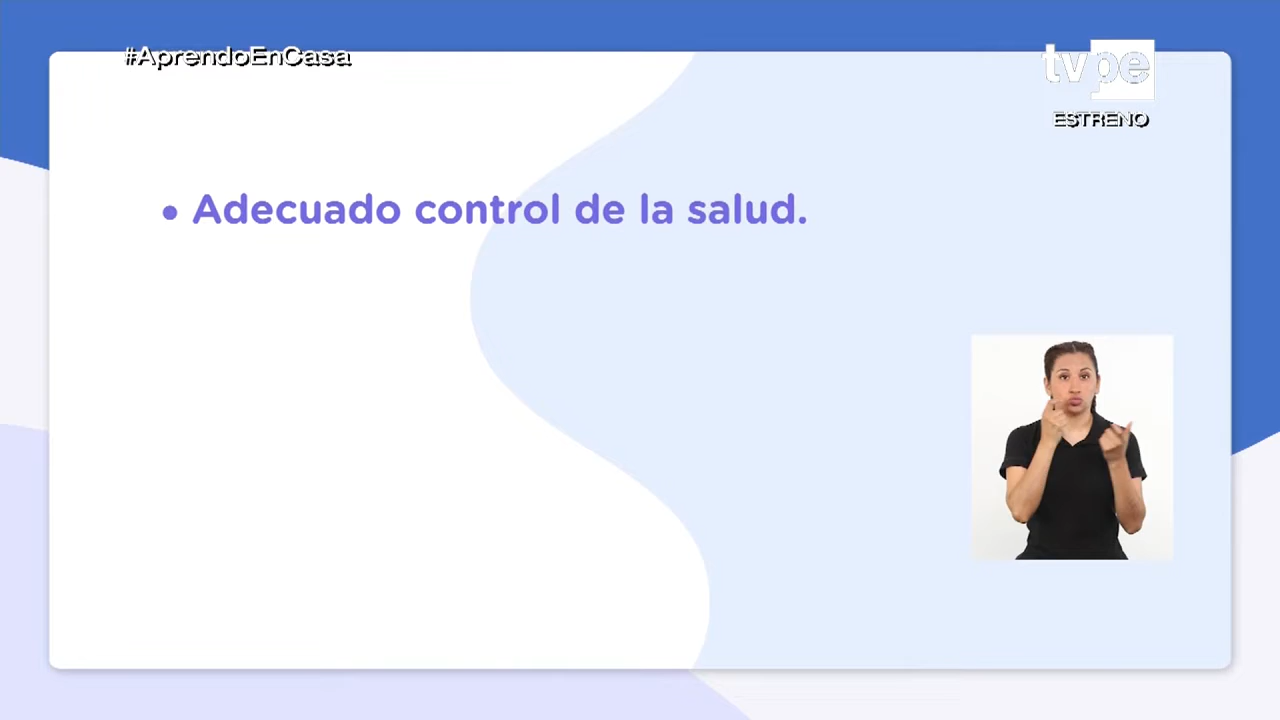 #AprendoEnCasa
tvpe
ESTRENO
• Adecuado control de la salud.